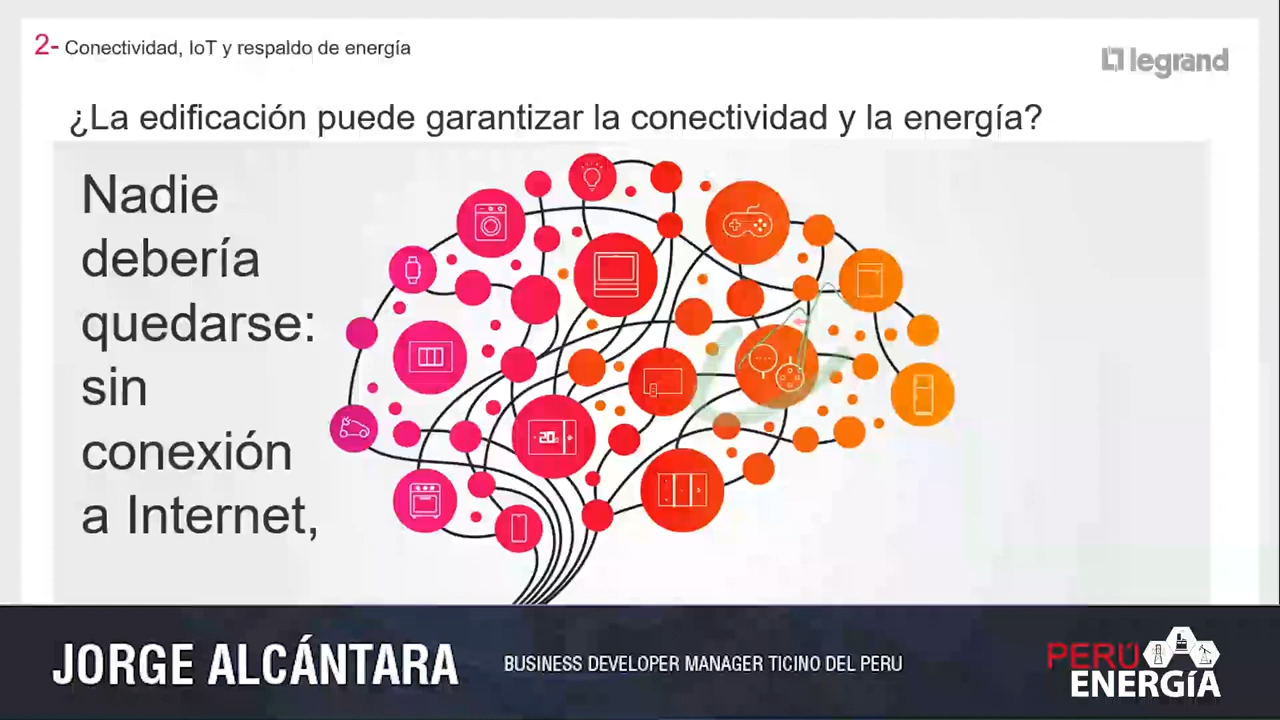 2- Conectividad, IoT y respaldo de energía
legrand
¿La edificación puede garantizar la conectividad y la energía?
Nadie
debería
quedarse:
sin
conexión
a Internet,
20
JORGE ALCÁNTARA
BUSINESS DEVELOPER MANAGER TICINO DEL PERU
PERÚ
ENERGíA